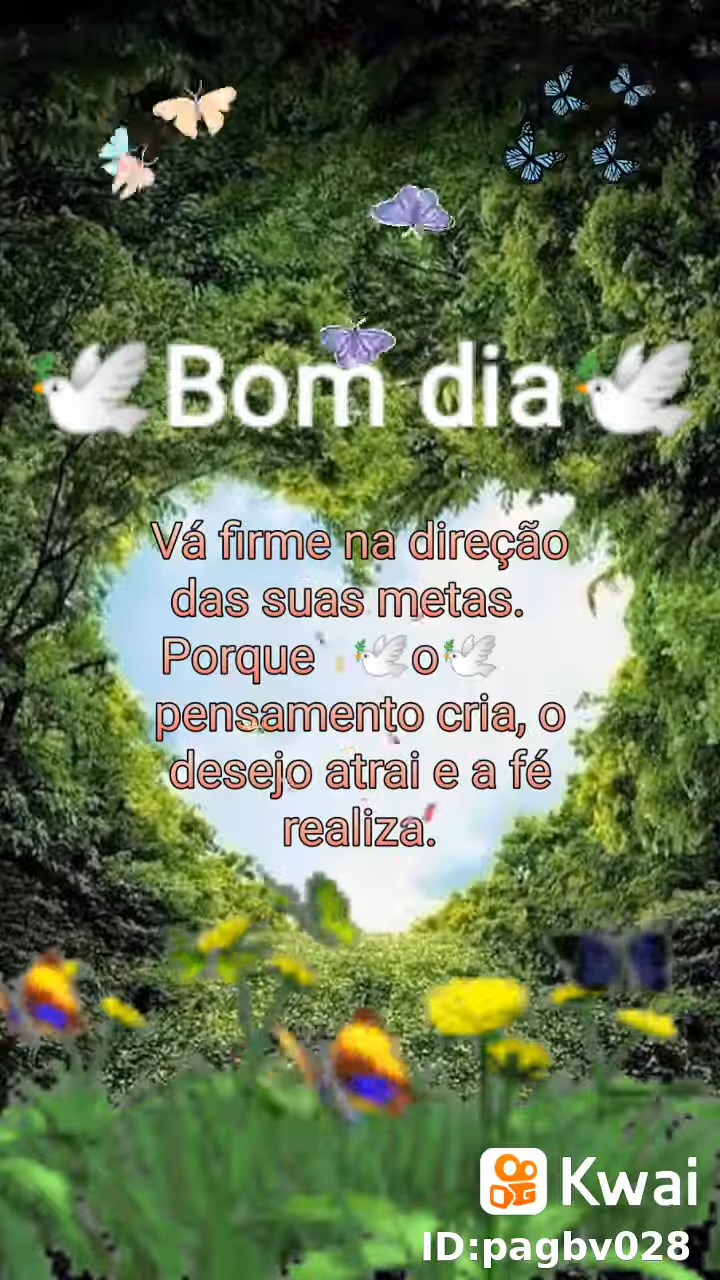 🕊Bom dia🕊
Vá firme na direção
das suas metas.
Porque 🕊o🕊
pensamento cria, o
desejo atrai e a fé
realiza.
Kwai
ID:pagbv028